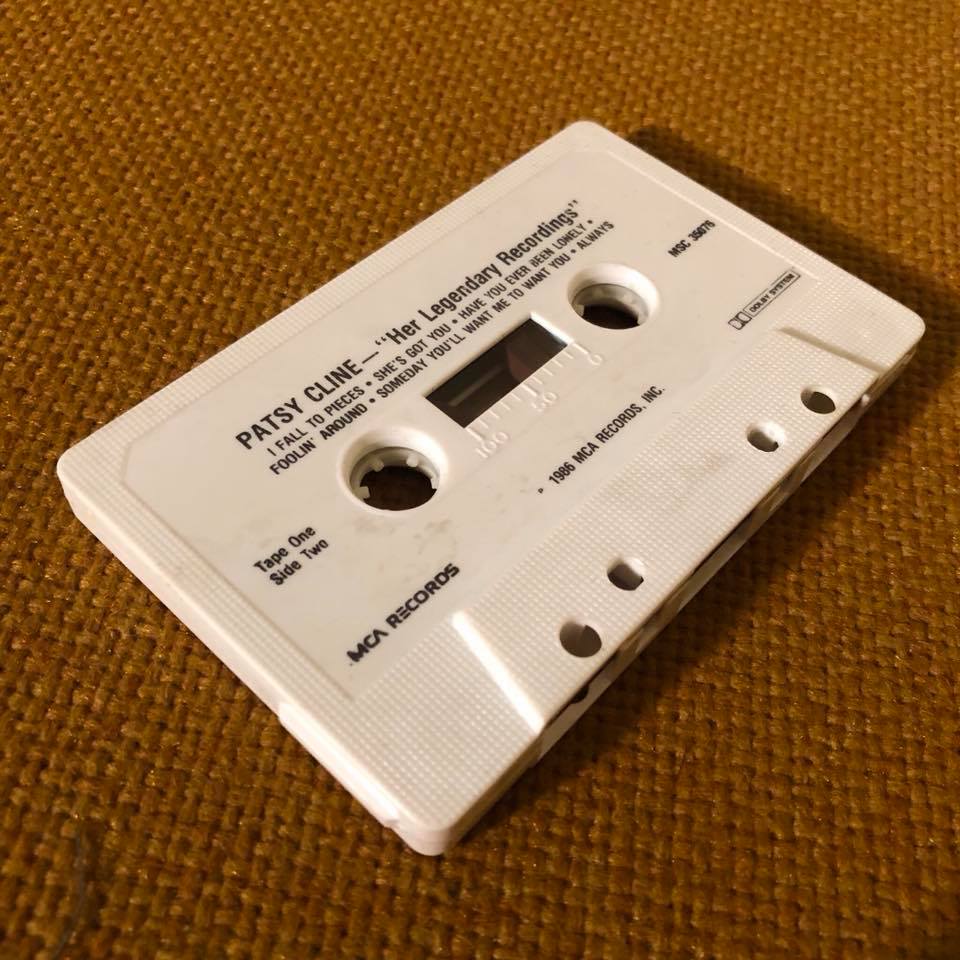 PATSY CLINE—"Her Legendary Recordings"
I FALL TO PIECES • SHE'S GOT YOU • HAVE YOU EVER BEEN LONELY •
FOOLIN' AROUND • SOMEDAY YOU'LL WANT ME TO WANT YOU • ALWAYS
MSC 35076
DOLBY SYSTEM
100 50 0
Tape One
Side Two
℗ 1986 MCA RECORDS, INC.
MCA RECORDS